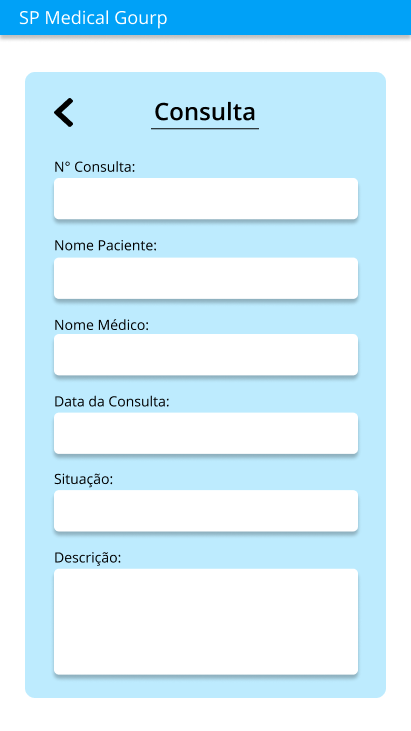 SP Medical Gourp
Consulta
N° Consulta:
Nome Paciente:
Nome Médico:
Data da Consulta:
Situação:
Descrição: